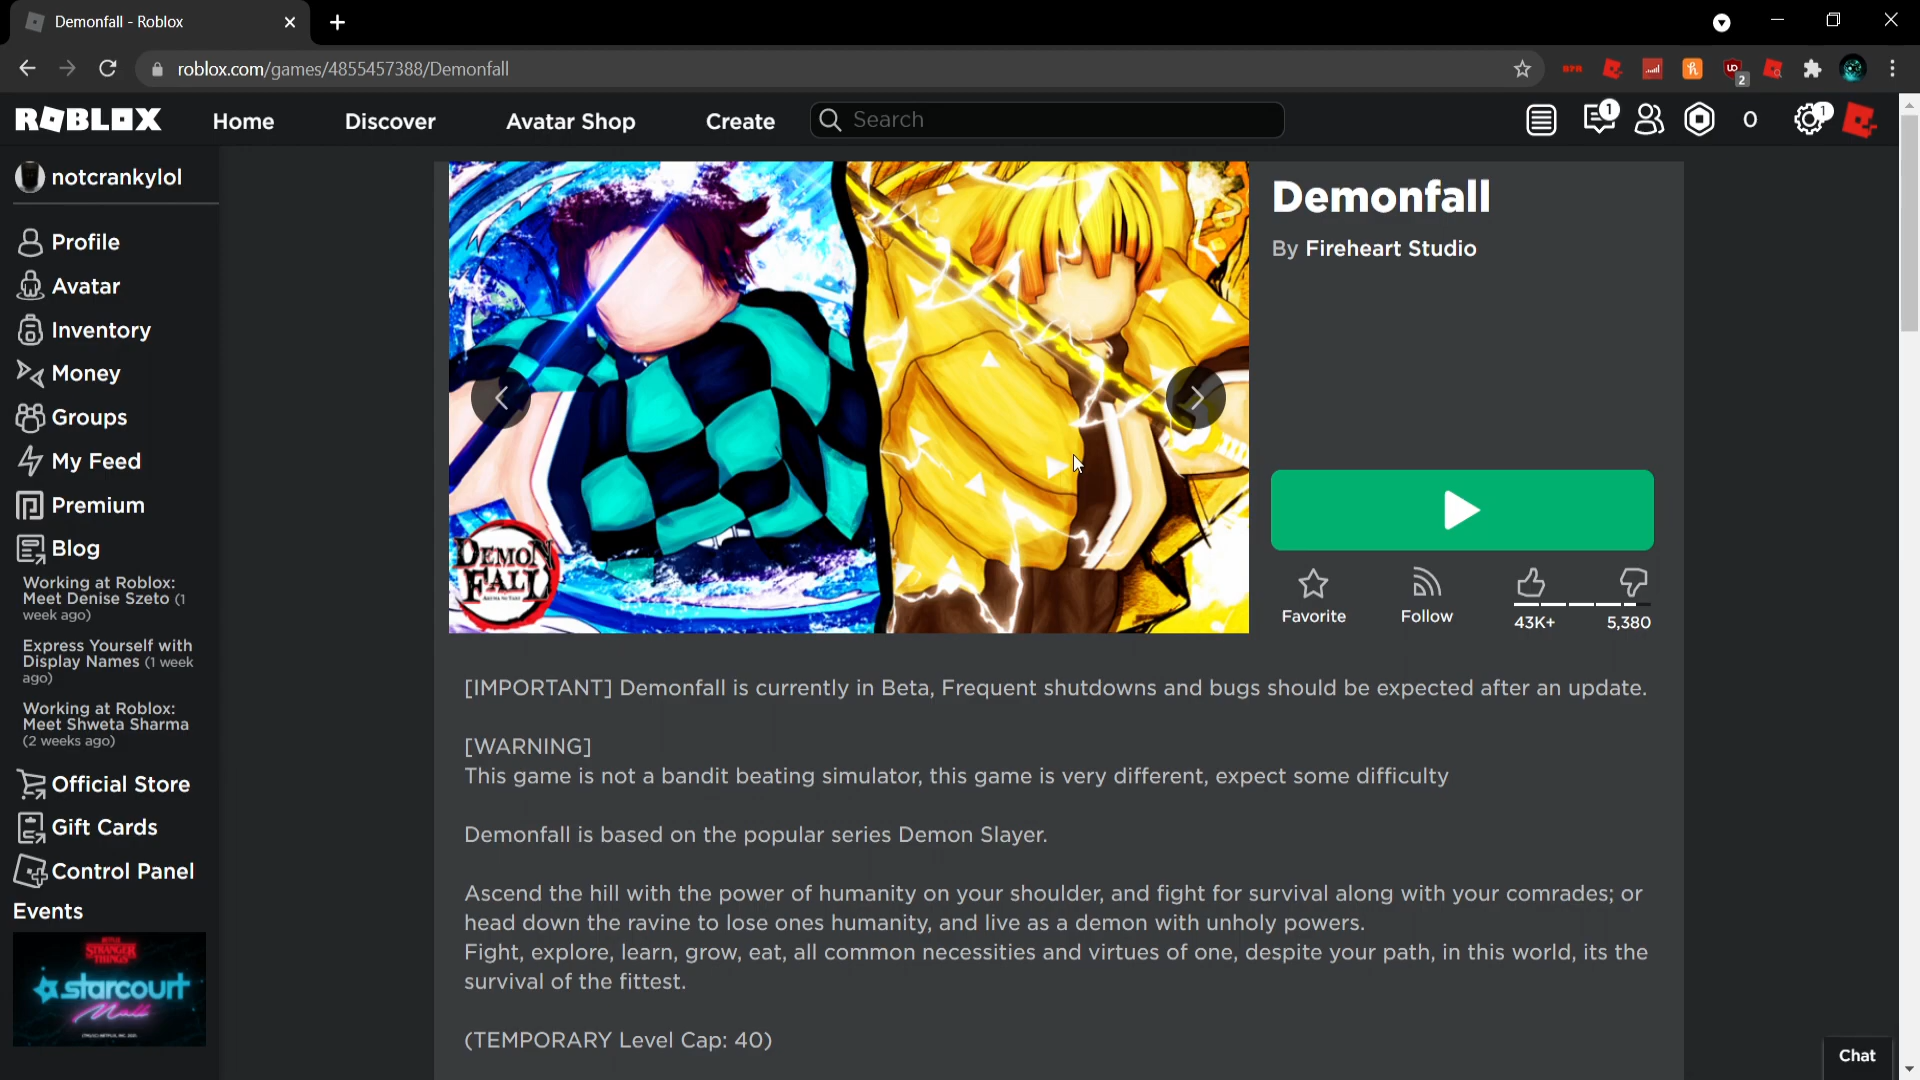 Demonfall - Roblox
roblox.com/games/4855457388/Demonfall
2
ROBLOX
Home
Discover
Avatar Shop
Create
Search
1
0
1
notcrankylol
Profile
Avatar
Inventory
Money
Groups
My Feed
Premium
Blog
Working at Roblox:
Meet Denise Szeto (1
week ago)
Express Yourself with
Display Names (1 week
ago)
Working at Roblox:
Meet Shweta Sharma
(2 weeks ago)
Official Store
Gift Cards
Control Panel
Events
STRANGER
THINGS
starcourt
Mall
DEMON
FALL
Demonfall
By Fireheart Studio
Favorite
Follow
43K+
5,380
[IMPORTANT] Demonfall is currently in Beta, Frequent shutdowns and bugs should be expected after an update.
[WARNING]
This game is not a bandit beating simulator, this game is very different, expect some difficulty
Demonfall is based on the popular series Demon Slayer.
Ascend the hill with the power of humanity on your shoulder, and fight for survival along with your comrades; or
head down the ravine to lose ones humanity, and live as a demon with unholy powers.
Fight, explore, learn, grow, eat, all common necessities and virtues of one, despite your path, in this world, its the
survival of the fittest.
(TEMPORARY Level Cap: 40)
Chat